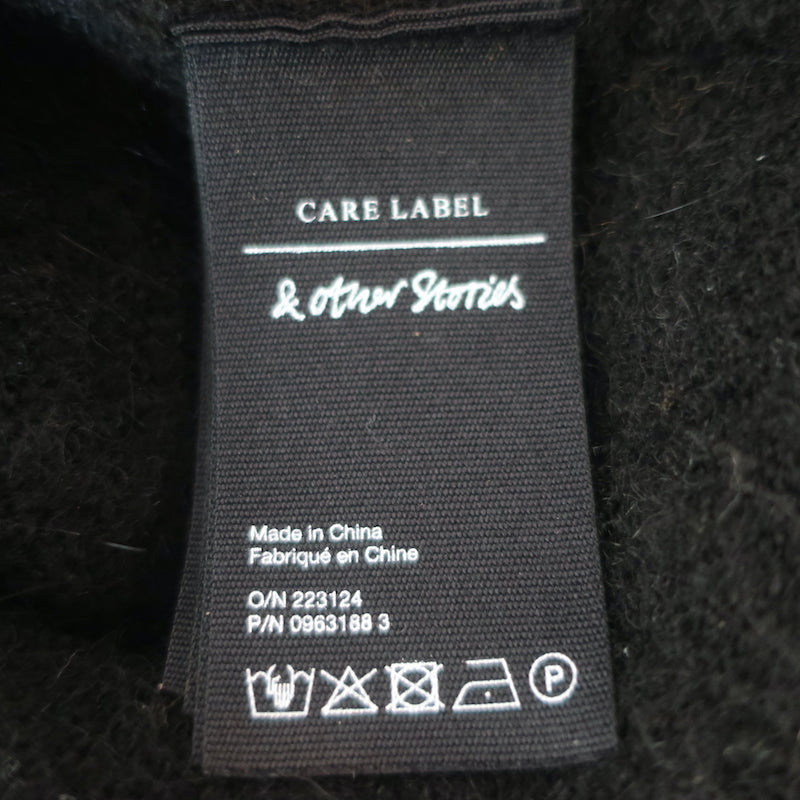 CARE LABEL
& other Stories
Made in China
Fabriqué en Chine
O/N 223124
P/N 0963188 3
P